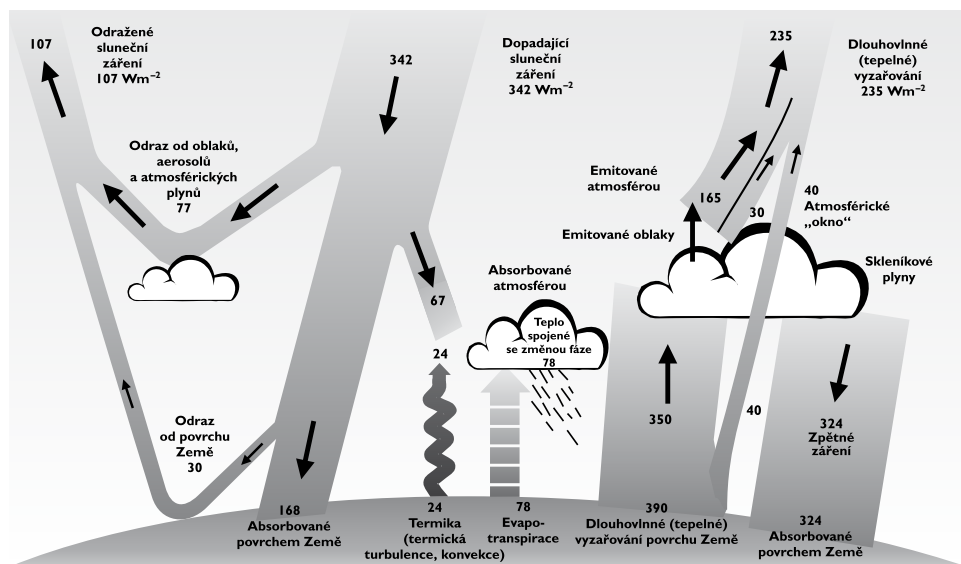 107
Odražené
sluneční
záření
107 Wm⁻²
342
Dopadající
sluneční
záření
342 Wm⁻²
235
Dlouhovlnné
(tepelné)
vyzařování
235 Wm⁻²
Odraz od oblaků,
aerosolů
a atmosférických
plynů
77
Emitované
atmosférou
165
30
40
Atmosférické
„okno“
Emitované oblaky
Skleníkové
plyny
Absorbované
atmosférou
67
Teplo
spojené
se změnou fáze
78
24
350
40
324
Zpětné
záření
Odraz
od povrchu
Země
30
168
Absorbované
povrchem Země
24
Termika
(termická
turbulence, konvekce)
78
Evapo-
transpirace
390
Dlouhovlnné (tepelné)
vyzařování povrchu Země
324
Absorbované
povrchem Země